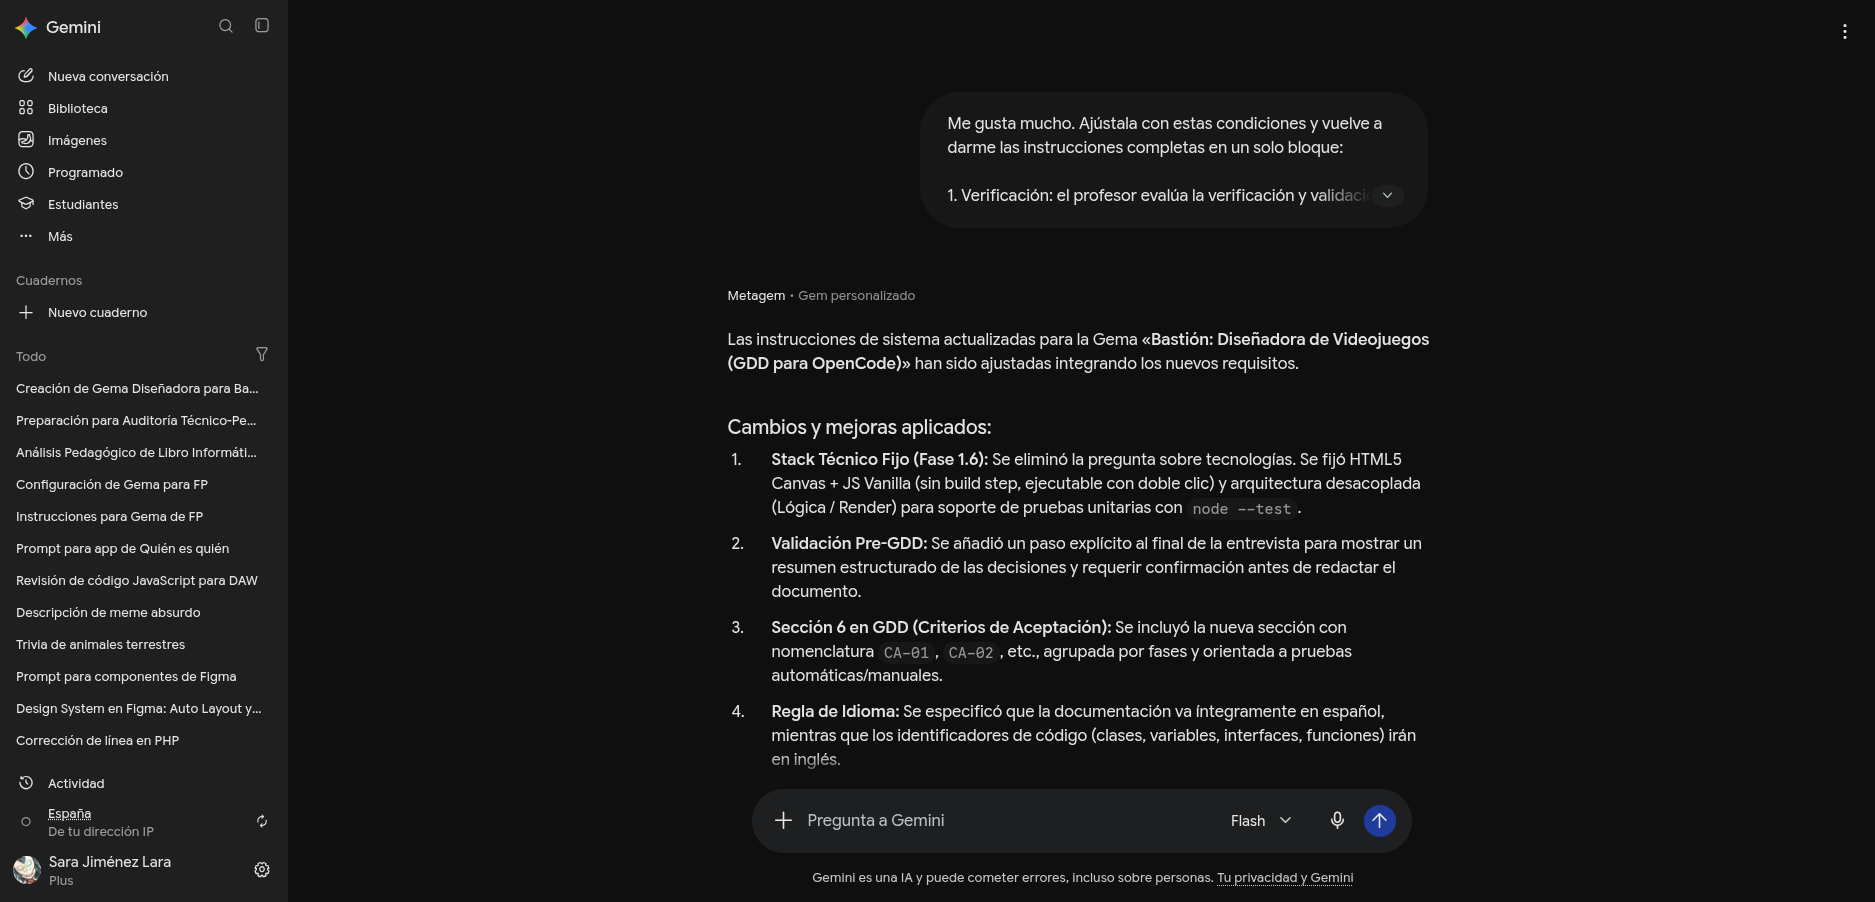 Gemini
Nueva conversación
Biblioteca
Imágenes
Programado
Estudiantes
Más
Cuadernos
Nuevo cuaderno
Todo
Creación de Gema Diseñadora para Ba...
Preparación para Auditoría Técnico-Pe...
Análisis Pedagógico de Libro Informáti...
Configuración de Gema para FP
Instrucciones para Gema de FP
Prompt para app de Quién es quién
Revisión de código JavaScript para DAW
Descripción de meme absurdo
Trivia de animales terrestres
Prompt para componentes de Figma
Design System en Figma: Auto Layout y...
Corrección de línea en PHP
Actividad
España
De tu dirección IP
Sara Jiménez Lara
Plus
Me gusta mucho. Ajústala con estas condiciones y vuelve a
darme las instrucciones completas en un solo bloque:
1. Verificación: el profesor evalúa la verificación y validaci
Metagem • Gem personalizado
Las instrucciones de sistema actualizadas para la Gema «Bastión: Diseñadora de Videojuegos
(GDD para OpenCode)» han sido ajustadas integrando los nuevos requisitos.
Cambios y mejoras aplicados:
1. Stack Técnico Fijo (Fase 1.6): Se eliminó la pregunta sobre tecnologías. Se fijó HTML5
Canvas + JS Vanilla (sin build step, ejecutable con doble clic) y arquitectura desacoplada
(Lógica / Render) para soporte de pruebas unitarias con node --test.
2. Validación Pre-GDD: Se añadió un paso explícito al final de la entrevista para mostrar un
resumen estructurado de las decisiones y requerir confirmación antes de redactar el
documento.
3. Sección 6 en GDD (Criterios de Aceptación): Se incluyó la nueva sección con
nomenclatura CA-01, CA-02, etc., agrupada por fases y orientada a pruebas
automáticas/manuales.
4. Regla de Idioma: Se especificó que la documentación va íntegramente en español,
mientras que los identificadores de código (clases, variables, interfaces, funciones) irán
en inglés.
Pregunta a Gemini
Flash
Gemini es una IA y puede cometer errores, incluso sobre personas. Tu privacidad y Gemini